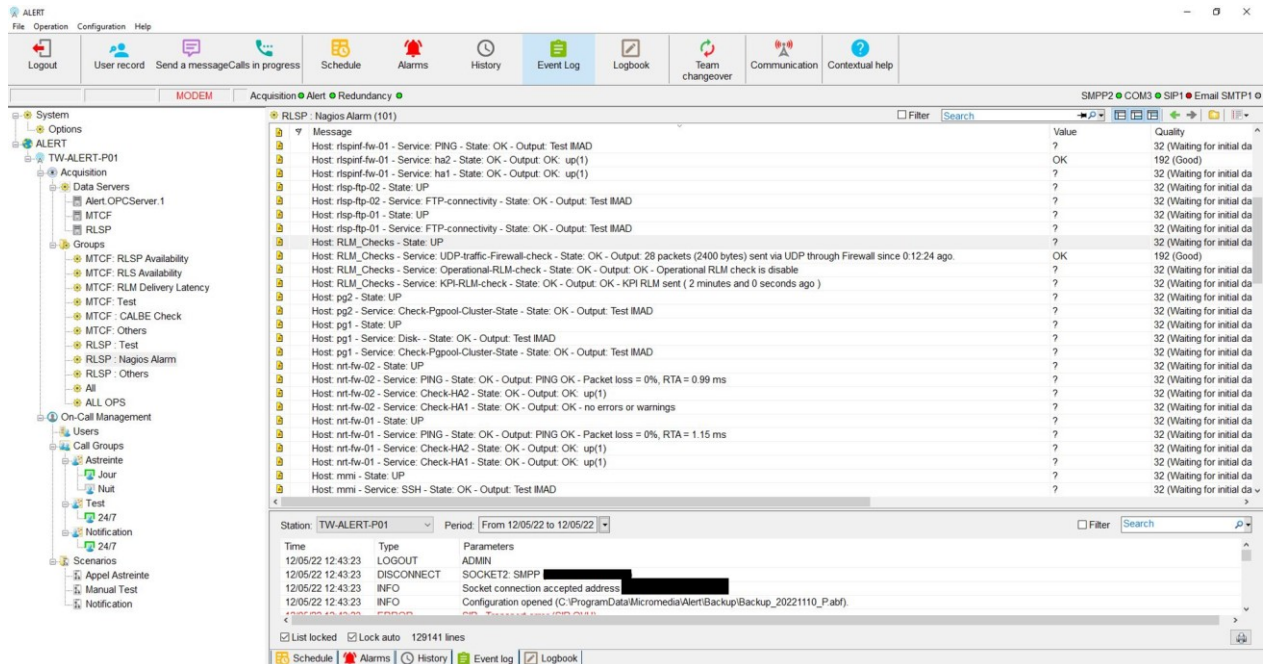 ALERT
File Operation Configuration Help
Logout User record Send a message Calls in progress Schedule Alarms History Event Log Logbook Team changeover Communication Contextual help
MODEM Acquisition Alert Redundancy SMPP2 COM3 SIP1 Email SMTP1
System
Options
ALERT
TW-ALERT-P01
Acquisition
Data Servers
Alert.OPCServer.1
MTCF
RLSP
Groups
MTCF: RLSP Availability
MTCF: RLS Availability
MTCF: RLM Delivery Latency
MTCF: Test
MTCF : CALBE Check
MTCF: Others
RLSP : Test
RLSP : Nagios Alarm
RLSP : Others
All
ALL OPS
On-Call Management
Users
Call Groups
Astreinte
Jour
Nuit
Test
24/7
Notification
24/7
Scenarios
Appel Astreinte
Manual Test
Notification
RLSP : Nagios Alarm (101) Filter Search
Message Value Quality
Host: rlspinf-fw-01 - Service: PING - State: OK - Output: Test IMAD ? 32 (Waiting for initial da
Host: rlspinf-fw-01 - Service: ha2 - State: OK - Output: OK: up(1) OK 192 (Good)
Host: rlspinf-fw-01 - Service: ha1 - State: OK - Output: OK: up(1) ? 32 (Waiting for initial da
Host: rlsp-ftp-02 - State: UP ? 32 (Waiting for initial da
Host: rlsp-ftp-02 - Service: FTP-connectivity - State: OK - Output: Test IMAD ? 32 (Waiting for initial da
Host: rlsp-ftp-01 - State: UP ? 32 (Waiting for initial da
Host: rlsp-ftp-01 - Service: FTP-connectivity - State: OK - Output: Test IMAD ? 32 (Waiting for initial da
Host: RLM_Checks - State: UP ? 32 (Waiting for initial da
Host: RLM_Checks - Service: UDP-traffic-Firewall-check - State: OK - Output: 28 packets (2400 bytes) sent via UDP through Firewall since 0:12:24 ago. OK 192 (Good)
Host: RLM_Checks - Service: Operational-RLM-check - State: OK - Output: OK - Operational RLM check is disable ? 32 (Waiting for initial da
Host: RLM_Checks - Service: KPI-RLM-check - State: OK - Output: OK - KPI RLM sent ( 2 minutes and 0 seconds ago ) ? 32 (Waiting for initial da
Host: pg2 - State: UP ? 32 (Waiting for initial da
Host: pg2 - Service: Check-Pgpool-Cluster-State - State: OK - Output: Test IMAD ? 32 (Waiting for initial da
Host: pg1 - State: UP ? 32 (Waiting for initial da
Host: pg1 - Service: Disk- - State: OK - Output: Test IMAD ? 32 (Waiting for initial da
Host: pg1 - Service: Check-Pgpool-Cluster-State - State: OK - Output: Test IMAD ? 32 (Waiting for initial da
Host: nrt-fw-02 - State: UP ? 32 (Waiting for initial da
Host: nrt-fw-02 - Service: PING - State: OK - Output: PING OK - Packet loss = 0%, RTA = 0.99 ms ? 32 (Waiting for initial da
Host: nrt-fw-02 - Service: Check-HA2 - State: OK - Output: OK: up(1) ? 32 (Waiting for initial da
Host: nrt-fw-02 - Service: Check-HA1 - State: OK - Output: OK - no errors or warnings ? 32 (Waiting for initial da
Host: nrt-fw-01 - State: UP ? 32 (Waiting for initial da
Host: nrt-fw-01 - Service: PING - State: OK - Output: PING OK - Packet loss = 0%, RTA = 1.15 ms ? 32 (Waiting for initial da
Host: nrt-fw-01 - Service: Check-HA2 - State: OK - Output: OK: up(1) ? 32 (Waiting for initial da
Host: nrt-fw-01 - Service: Check-HA1 - State: OK - Output: OK: up(1) ? 32 (Waiting for initial da
Host: mmi - State: UP ? 32 (Waiting for initial da
Host: mmi - Service: SSH - State: OK - Output: Test IMAD ? 32 (Waiting for initial da
Station: TW-ALERT-P01 Period: From 12/05/22 to 12/05/22 Filter Search
Time Type Parameters
12/05/22 12:43:23 LOGOUT ADMIN
12/05/22 12:43:23 DISCONNECT SOCKET2: SMPP
12/05/22 12:43:23 INFO Socket connection accepted address
12/05/22 12:43:23 INFO Configuration opened (C:\ProgramData\Micromedia\Alert\Backup\Backup_20221110_P.abf).
List locked Lock auto 129141 lines
Schedule Alarms History Event log Logbook